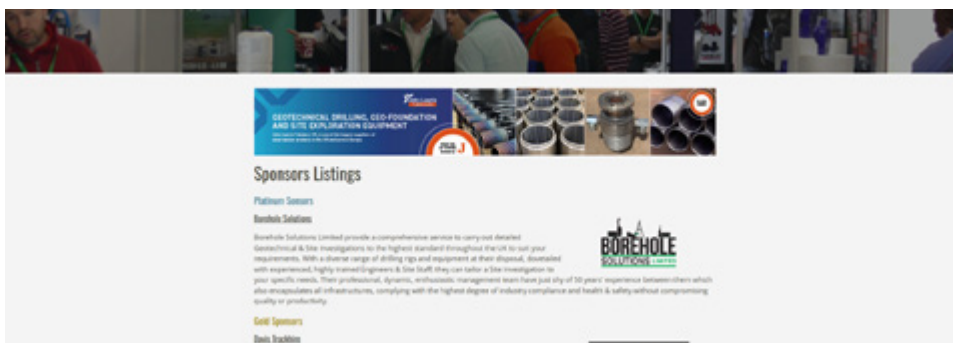 GEOTECHNICAL DRILLING, GEO-FOUNDATION
AND SITE EXPLORATION EQUIPMENT
Sponsors Listings
Platinum Sonsors
Borehole Solutions
Borehole Solutions Limited provide a comprehensive service to carry out detailed
Geotechnical & Site Investigations to the highest standard throughout the UK to suit your
requirements. With a diverse range of drilling rigs and equipment at their disposal, dovetailed
with experienced, highly trained Engineers & Site Staff; they can tailor a Site Investigation to
your specific needs. Their professional, dynamic, enthusiastic management team have just shy of 50 years' experience between them which
also encapsulates all infrastructures, complying with the highest degree of industry compliance and health & safety without compromising
quality or productivity.
BOREHOLE
SOLUTIONS LIMITED
Gold Sponsors
Davis Trackhire